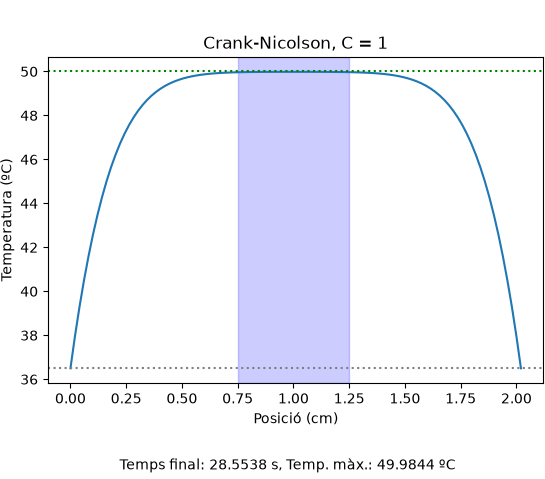 Crank-Nicolson, C = 1
Temperatura (ºC)
50
48
46
44
42
40
38
36
0.00 0.25 0.50 0.75 1.00 1.25 1.50 1.75 2.00
Posició (cm)
Temps final: 28.5538 s, Temp. màx.: 49.9844 ºC